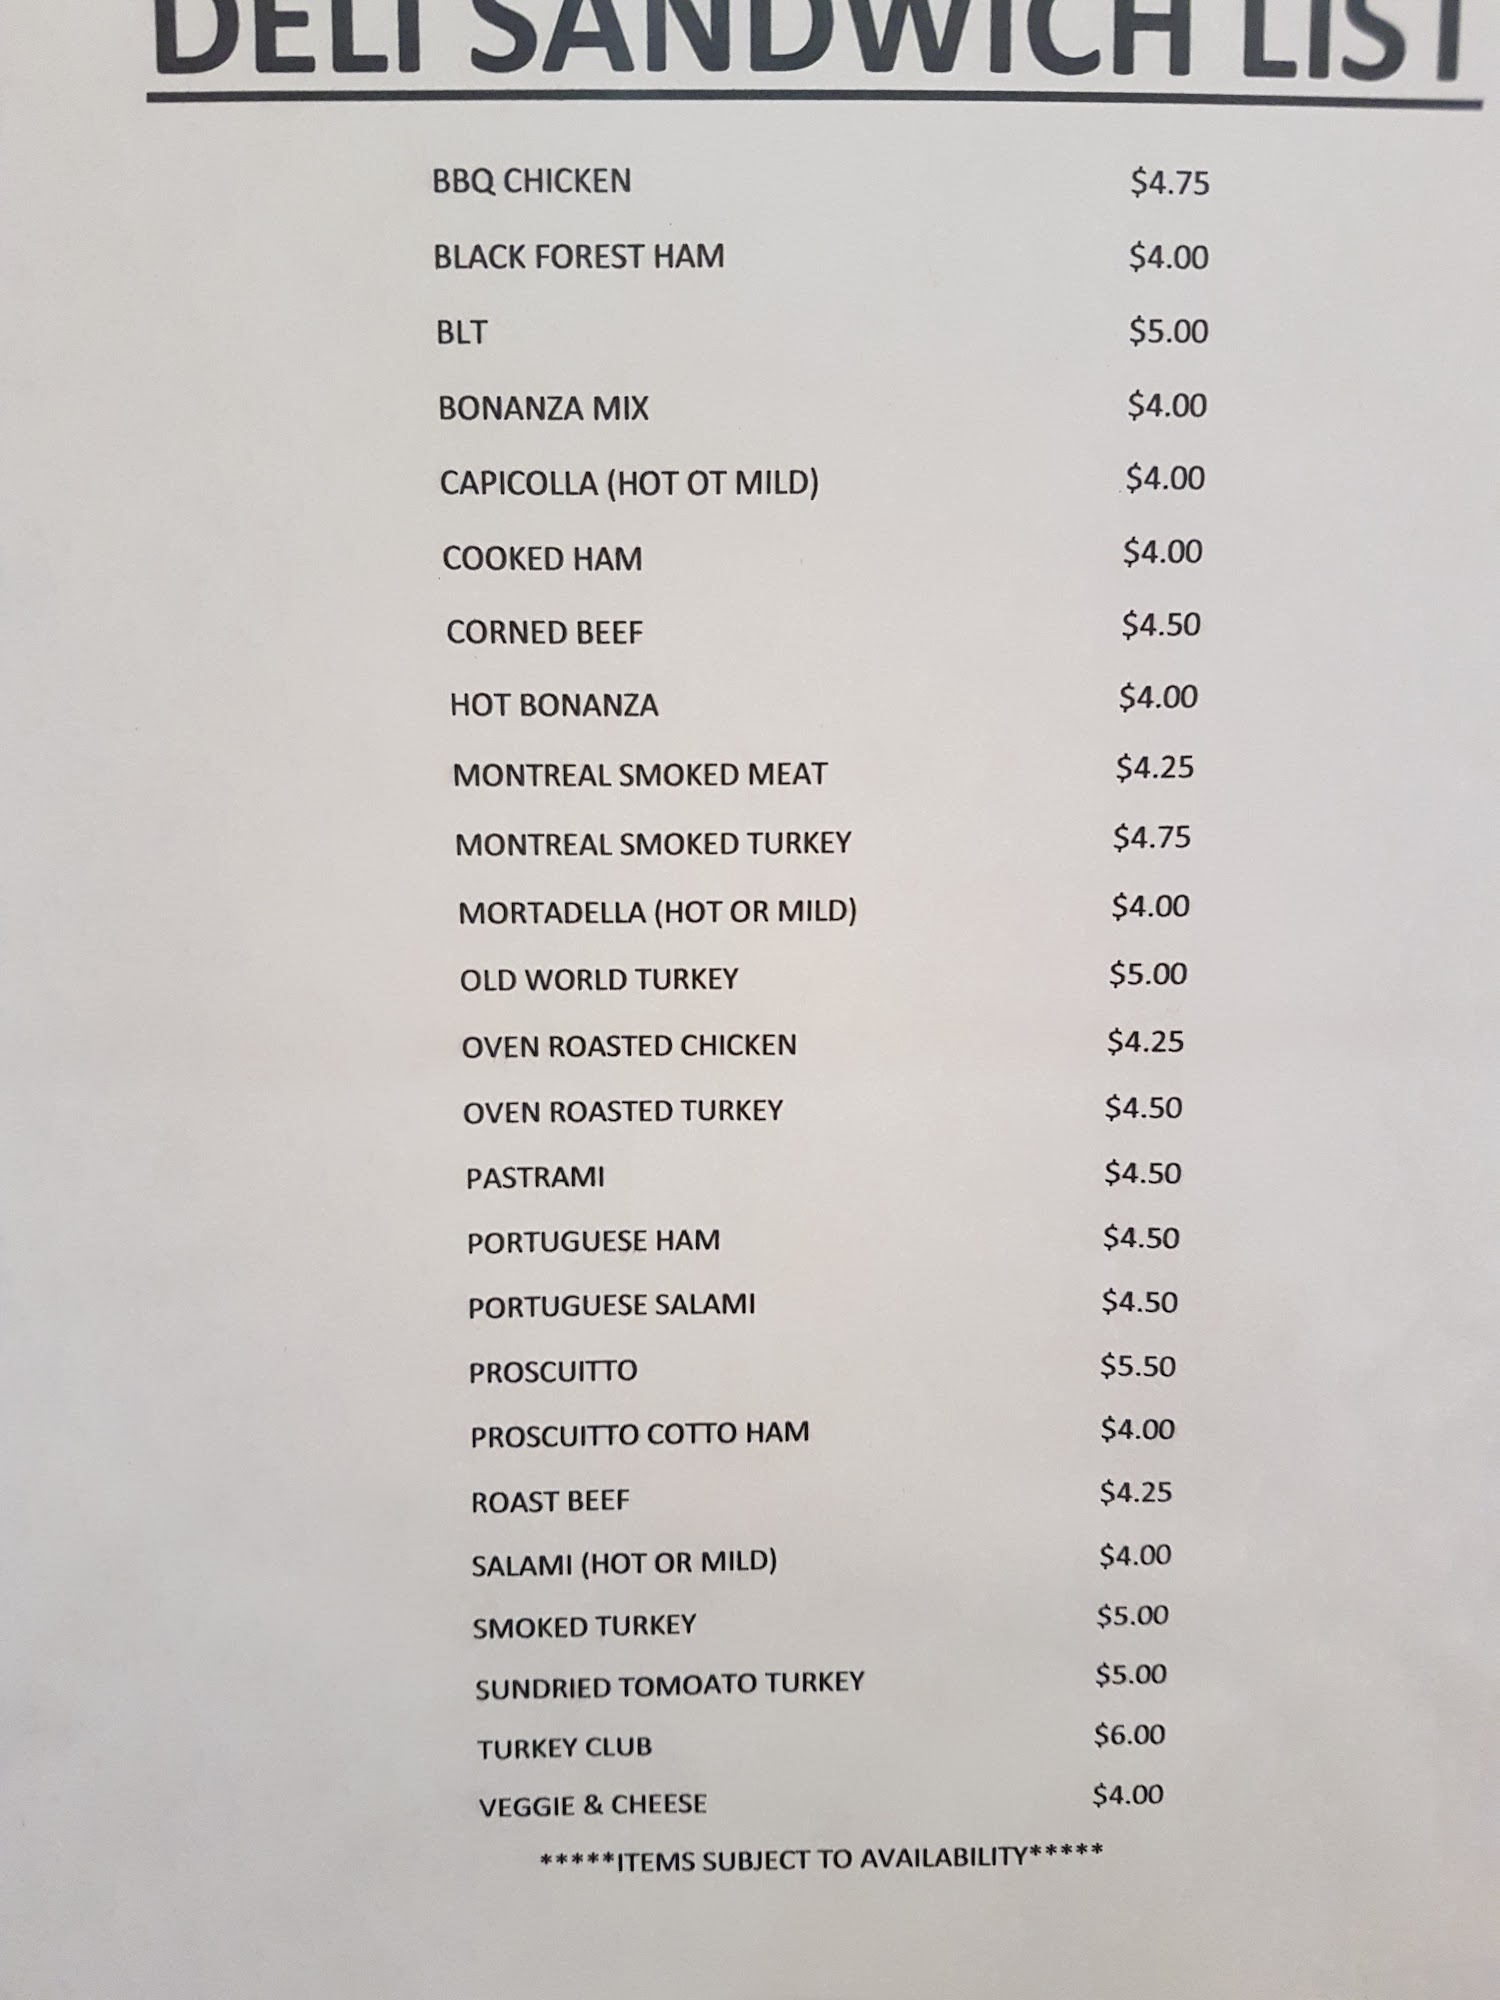 DELI SANDWICH LIST
BBQ CHICKEN $4.75
BLACK FOREST HAM $4.00
BLT $5.00
BONANZA MIX $4.00
CAPICOLLA (HOT OT MILD) $4.00
COOKED HAM $4.00
CORNED BEEF $4.50
HOT BONANZA $4.00
MONTREAL SMOKED MEAT $4.25
MONTREAL SMOKED TURKEY $4.75
MORTADELLA (HOT OR MILD) $4.00
OLD WORLD TURKEY $5.00
OVEN ROASTED CHICKEN $4.25
OVEN ROASTED TURKEY $4.50
PASTRAMI $4.50
PORTUGUESE HAM $4.50
PORTUGUESE SALAMI $4.50
PROSCUITTO $5.50
PROSCUITTO COTTO HAM $4.00
ROAST BEEF $4.25
SALAMI (HOT OR MILD) $4.00
SMOKED TURKEY $5.00
SUNDRIED TOMOATO TURKEY $5.00
TURKEY CLUB $6.00
VEGGIE & CHEESE $4.00
*****ITEMS SUBJECT TO AVAILABILITY*****